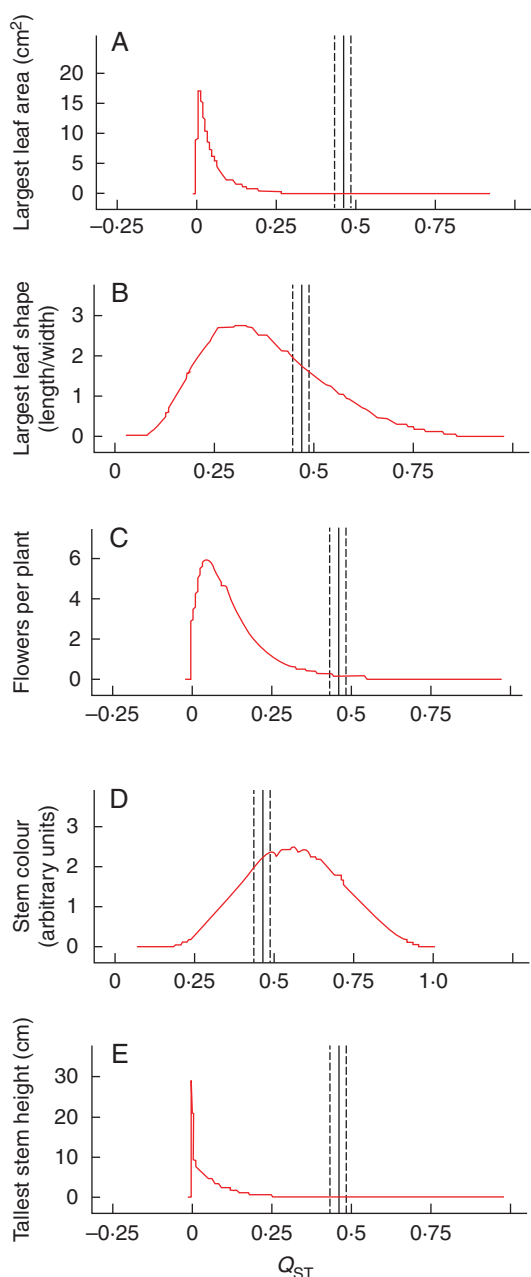 A
Largest leaf area (cm²)
20
15
10
5
0
−0·25 0 0·25 0·5 0·75
B
Largest leaf shape
(length/width)
3
2
1
0
0 0·25 0·5 0·75
C
Flowers per plant
6
4
2
0
−0·25 0 0·25 0·5 0·75
D
Stem colour
(arbitrary units)
3
2
1
0
0 0·25 0·5 0·75 1·0
E
Tallest stem height (cm)
30
20
10
0
−0·25 0 0·25 0·5 0·75
QST